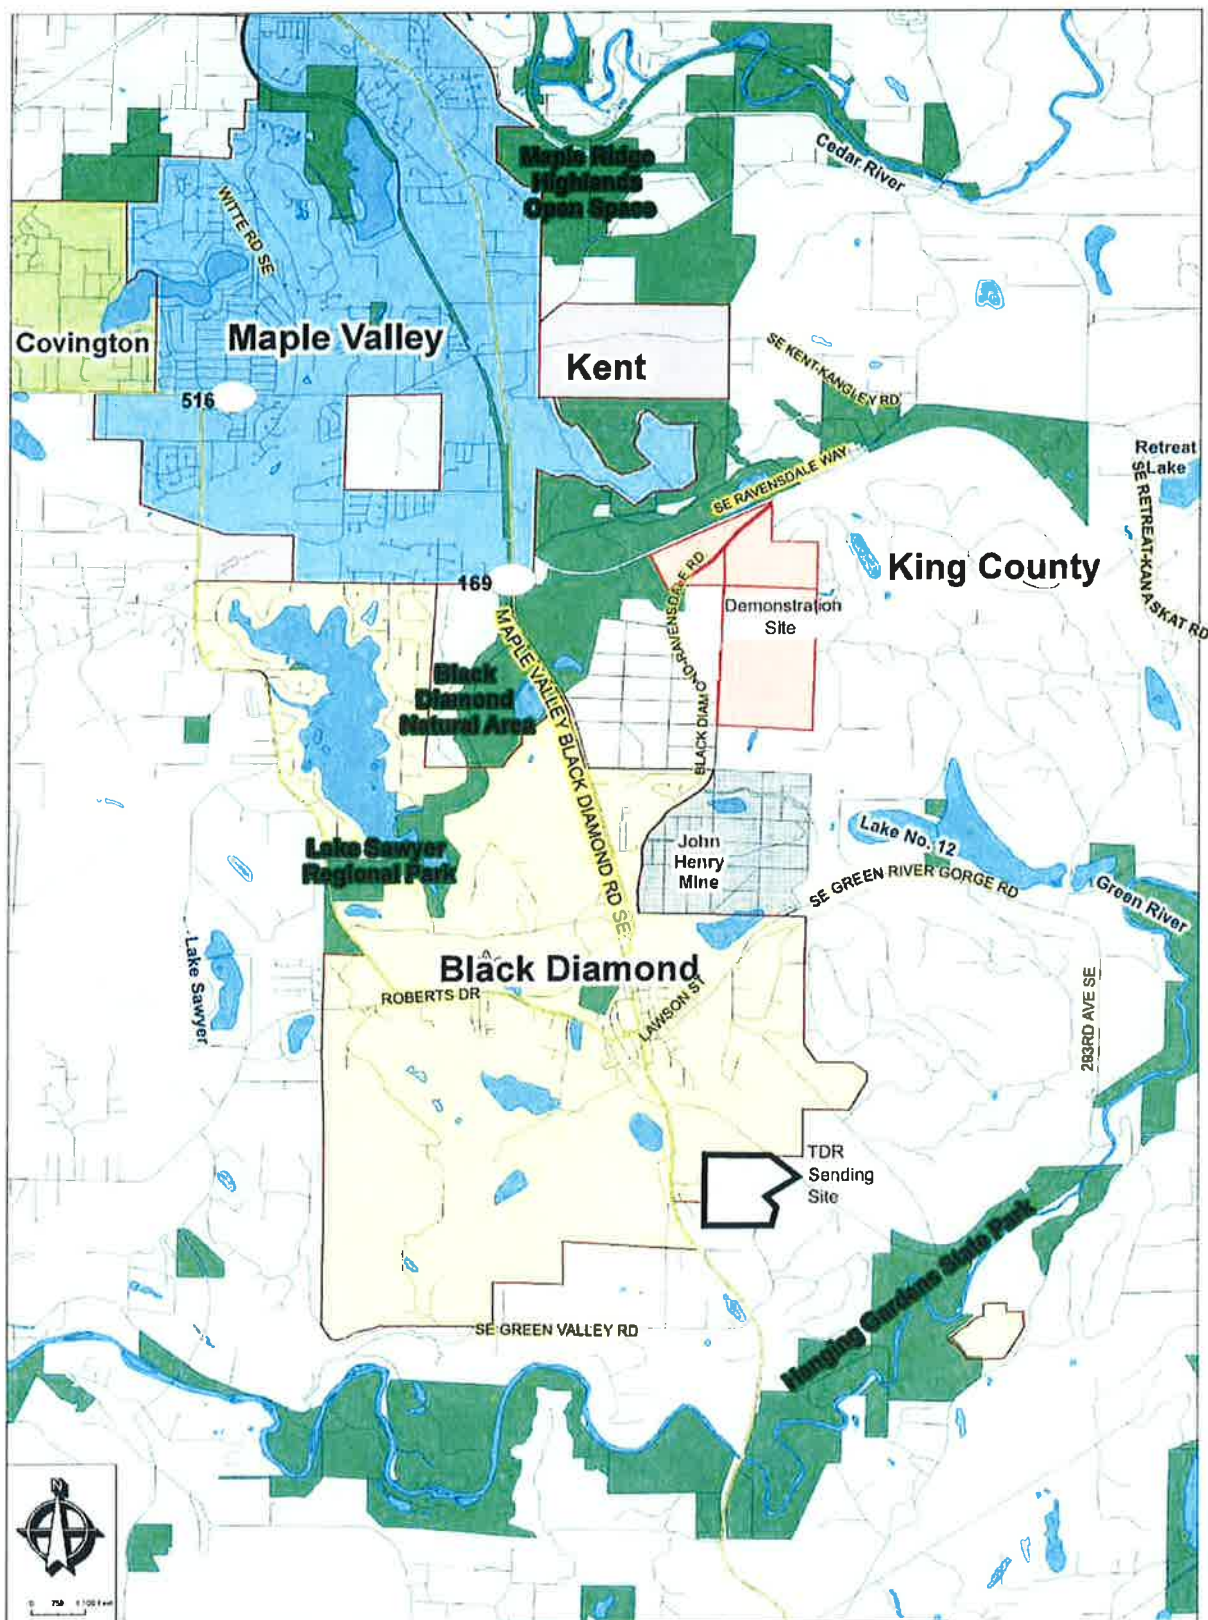 Maple Ridge
Highlands
Open Space
Cedar River
WITTE RD SE
Covington
Maple Valley
Kent
SE KENT-KANGLEY RD
516
SE RAVENSDALE WAY
Retreat
Lake
SE RETREAT-KANASKAT RD
King County
169
BLACK DIAMOND-RAVENSDALE RD
Demonstration
Site
MAPLE VALLEY BLACK DIAMOND RD SE
Black
Diamond
Natural Area
Lake Sawyer
Regional Park
John
Henry
Mine
Lake No. 12
SE GREEN RIVER GORGE RD
Green River
Lake Sawyer
Black Diamond
ROBERTS DR
LAWSON ST
293RD AVE SE
TDR
Sending
Site
Hanging Gardens State Park
SE GREEN VALLEY RD
N
0 750